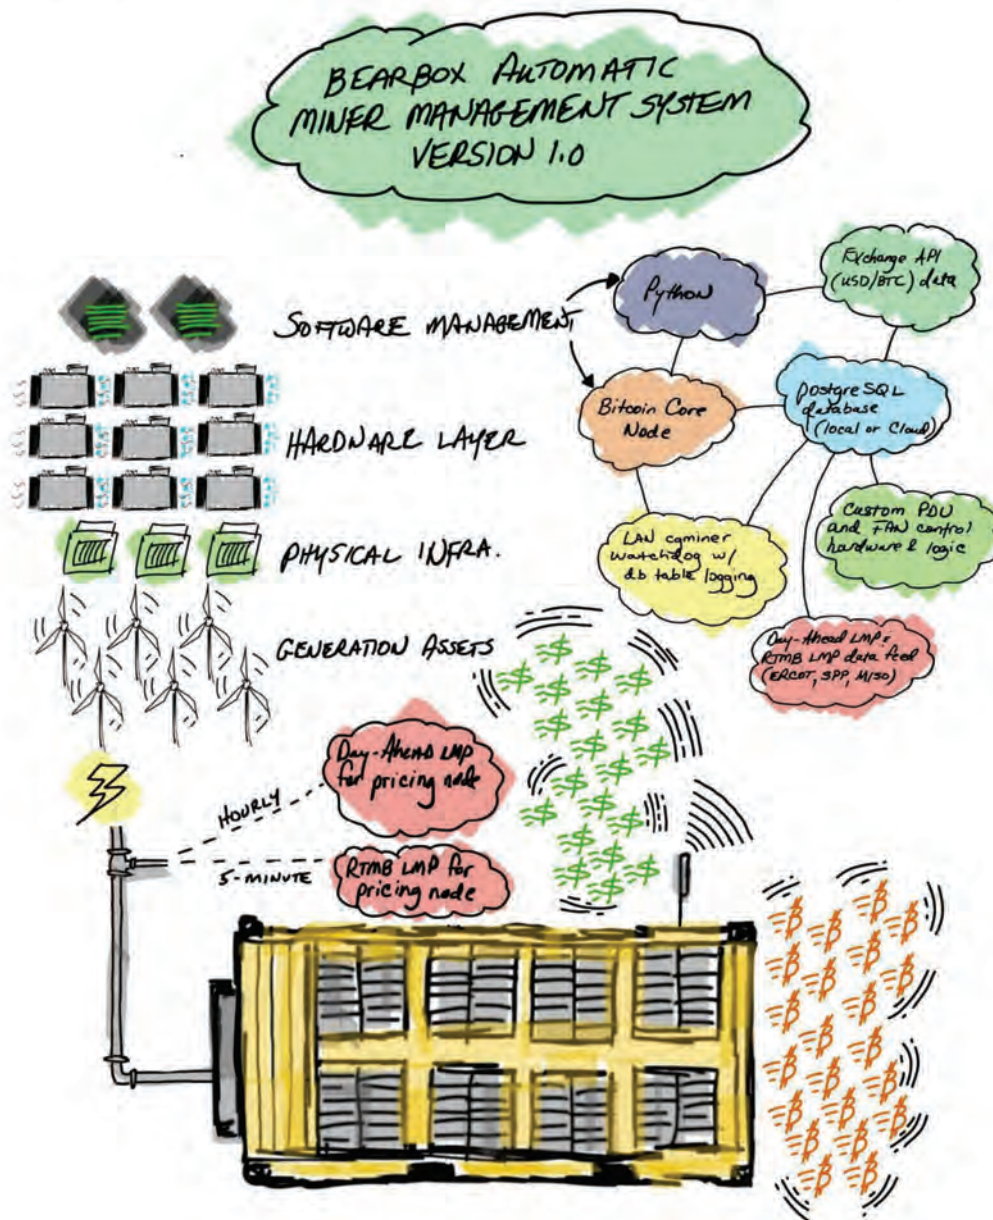 BEARBOX AUTOMATIC
MINER MANAGEMENT SYSTEM
VERSION 1.0
SOFTWARE MANAGEMENT
HARDWARE LAYER
PHYSICAL INFRA.
GENERATION ASSETS
Python
Exchange API
(USD/BTC) data
Bitcoin Core
Node
PostgreSQL
database
(local or Cloud)
LAN cgminer
watchdog w/
db table logging
Custom PDU
and FAN control
hardware & logic
Day-Ahead LMP &
RTMB LMP data feed
(ERCOT, SPP, MISO)
Day-Ahead LMP
for pricing node
HOURLY
5-MINUTE
RTMB LMP for
pricing node